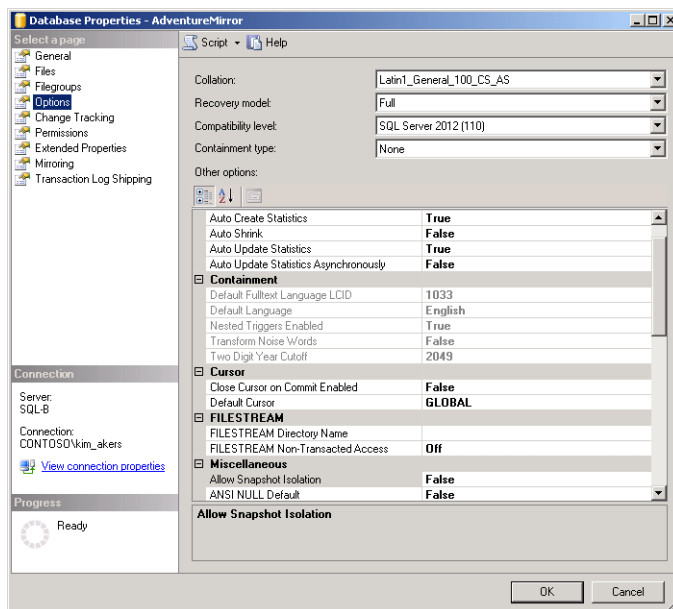 Database Properties - AdventureMirror
Select a page
General
Files
Filegroups
Options
Change Tracking
Permissions
Extended Properties
Mirroring
Transaction Log Shipping
Connection
Server:
SQL-B
Connection:
CONTOSO\kim_akers
View connection properties
Progress
Ready
Script Help
Collation: Latin1_General_100_CS_AS
Recovery model: Full
Compatibility level: SQL Server 2012 (110)
Containment type: None
Other options:
Auto Create Statistics True
Auto Shrink False
Auto Update Statistics True
Auto Update Statistics Asynchronously False
Containment
Default Fulltext Language LCID 1033
Default Language English
Nested Triggers Enabled True
Transform Noise Words False
Two Digit Year Cutoff 2049
Cursor
Close Cursor on Commit Enabled False
Default Cursor GLOBAL
FILESTREAM
FILESTREAM Directory Name
FILESTREAM Non-Transacted Access Off
Miscellaneous
Allow Snapshot Isolation False
ANSI NULL Default False
Allow Snapshot Isolation
OK Cancel